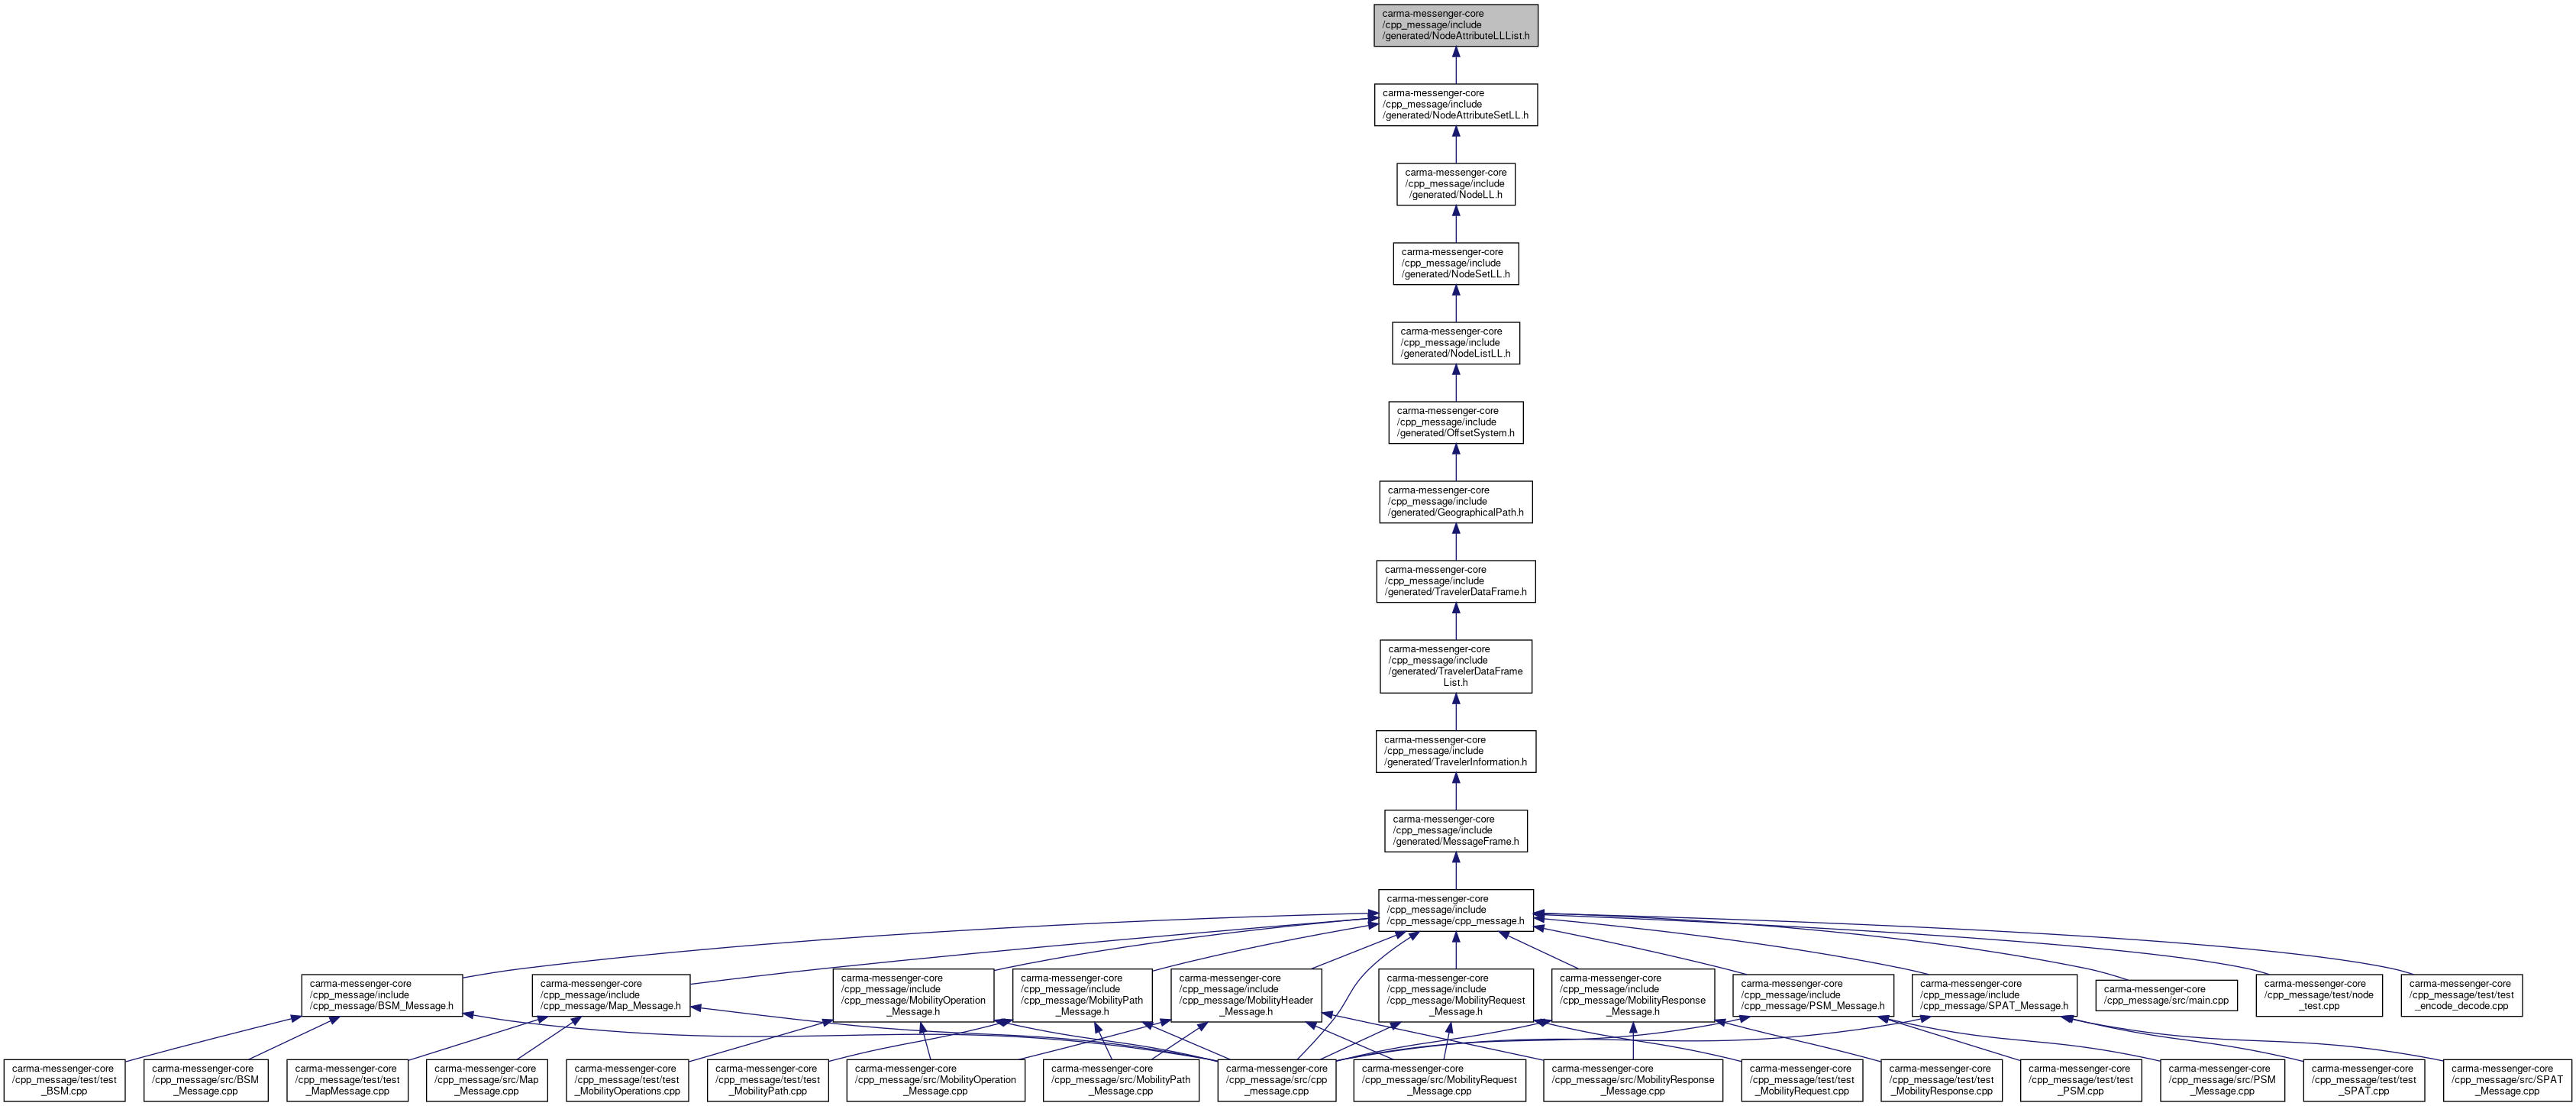 carma-messenger-core
/cpp_message/include
/generated/NodeAttributeLLList.h
carma-messenger-core
/cpp_message/include
/generated/NodeAttributeSetLL.h
carma-messenger-core
/cpp_message/include
/generated/NodeLL.h
carma-messenger-core
/cpp_message/include
/generated/NodeSetLL.h
carma-messenger-core
/cpp_message/include
/generated/NodeListLL.h
carma-messenger-core
/cpp_message/include
/generated/OffsetSystem.h
carma-messenger-core
/cpp_message/include
/generated/GeographicalPath.h
carma-messenger-core
/cpp_message/include
/generated/TravelerDataFrame.h
carma-messenger-core
/cpp_message/include
/generated/TravelerDataFrame
List.h
carma-messenger-core
/cpp_message/include
/generated/TravelerInformation.h
carma-messenger-core
/cpp_message/include
/generated/MessageFrame.h
carma-messenger-core
/cpp_message/include
/cpp_message/cpp_message.h
carma-messenger-core
/cpp_message/include
/cpp_message/BSM_Message.h
carma-messenger-core
/cpp_message/include
/cpp_message/Map_Message.h
carma-messenger-core
/cpp_message/include
/cpp_message/MobilityOperation
_Message.h
carma-messenger-core
/cpp_message/include
/cpp_message/MobilityPath
_Message.h
carma-messenger-core
/cpp_message/include
/cpp_message/MobilityHeader
_Message.h
carma-messenger-core
/cpp_message/include
/cpp_message/MobilityRequest
_Message.h
carma-messenger-core
/cpp_message/include
/cpp_message/MobilityResponse
_Message.h
carma-messenger-core
/cpp_message/include
/cpp_message/PSM_Message.h
carma-messenger-core
/cpp_message/include
/cpp_message/SPAT_Message.h
carma-messenger-core
/cpp_message/src/main.cpp
carma-messenger-core
/cpp_message/test/node
_test.cpp
carma-messenger-core
/cpp_message/test/test
_encode_decode.cpp
carma-messenger-core
/cpp_message/test/test
_BSM.cpp
carma-messenger-core
/cpp_message/src/BSM
_Message.cpp
carma-messenger-core
/cpp_message/test/test
_MapMessage.cpp
carma-messenger-core
/cpp_message/src/Map
_Message.cpp
carma-messenger-core
/cpp_message/test/test
_MobilityOperations.cpp
carma-messenger-core
/cpp_message/test/test
_MobilityPath.cpp
carma-messenger-core
/cpp_message/src/MobilityOperation
_Message.cpp
carma-messenger-core
/cpp_message/src/MobilityPath
_Message.cpp
carma-messenger-core
/cpp_message/src/cpp
_message.cpp
carma-messenger-core
/cpp_message/src/MobilityRequest
_Message.cpp
carma-messenger-core
/cpp_message/src/MobilityResponse
_Message.cpp
carma-messenger-core
/cpp_message/test/test
_MobilityRequest.cpp
carma-messenger-core
/cpp_message/test/test
_MobilityResponse.cpp
carma-messenger-core
/cpp_message/test/test
_PSM.cpp
carma-messenger-core
/cpp_message/src/PSM
_Message.cpp
carma-messenger-core
/cpp_message/test/test
_SPAT.cpp
carma-messenger-core
/cpp_message/src/SPAT
_Message.cpp